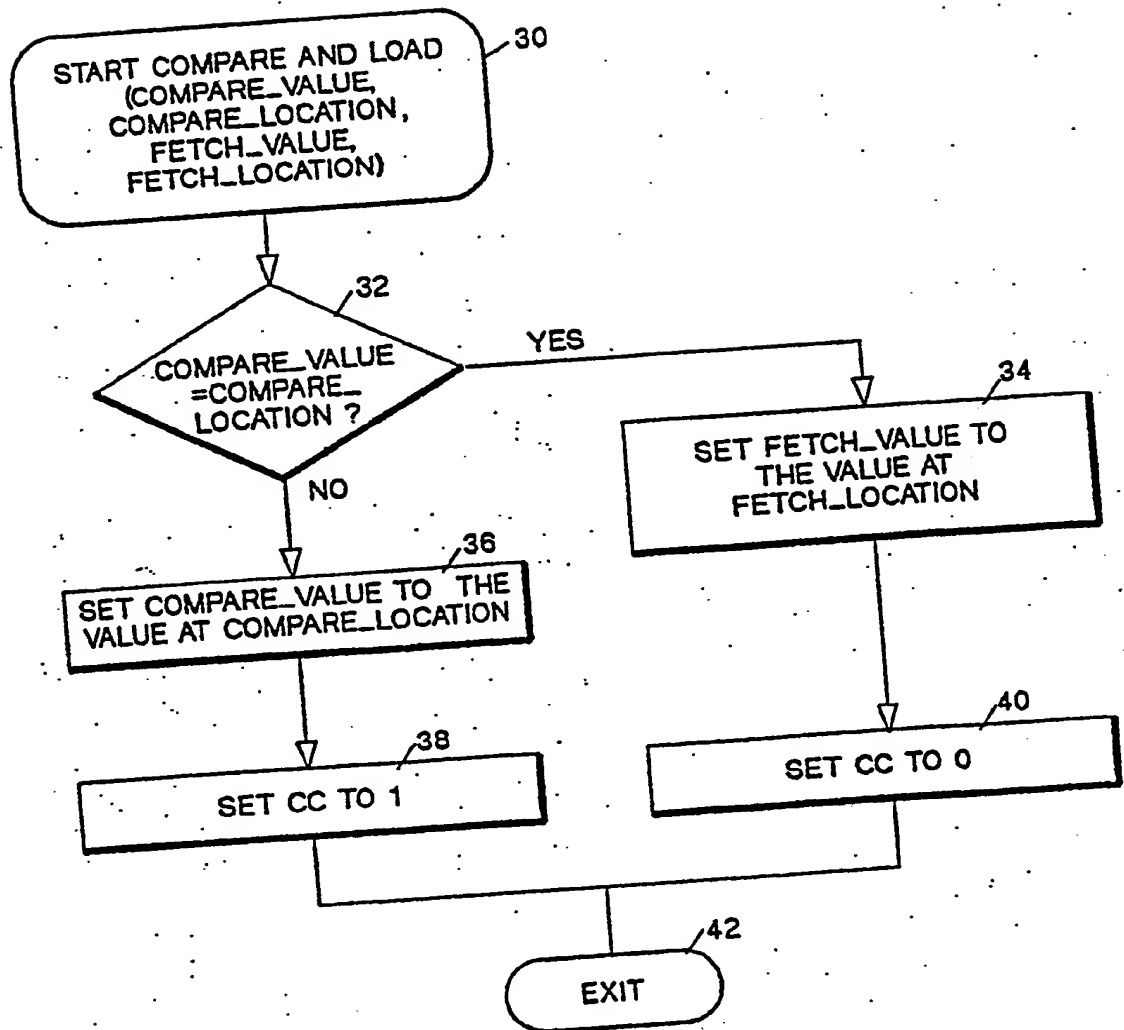 START COMPARE AND LOAD
(COMPARE_VALUE,
COMPARE_LOCATION,
FETCH_VALUE,
FETCH_LOCATION)
30
32
COMPARE_VALUE
=COMPARE_
LOCATION ?
YES
NO
34
SET FETCH_VALUE TO
THE VALUE AT
FETCH_LOCATION
36
SET COMPARE_VALUE TO THE
VALUE AT COMPARE_LOCATION
38
SET CC TO 1
40
SET CC TO 0
42
EXIT